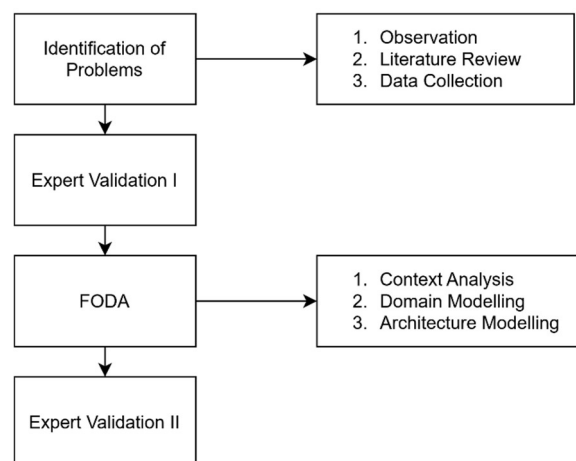 Identification of
Problems
1. Observation
2. Literature Review
3. Data Collection
Expert Validation I
FODA
1. Context Analysis
2. Domain Modelling
3. Architecture Modelling
Expert Validation II